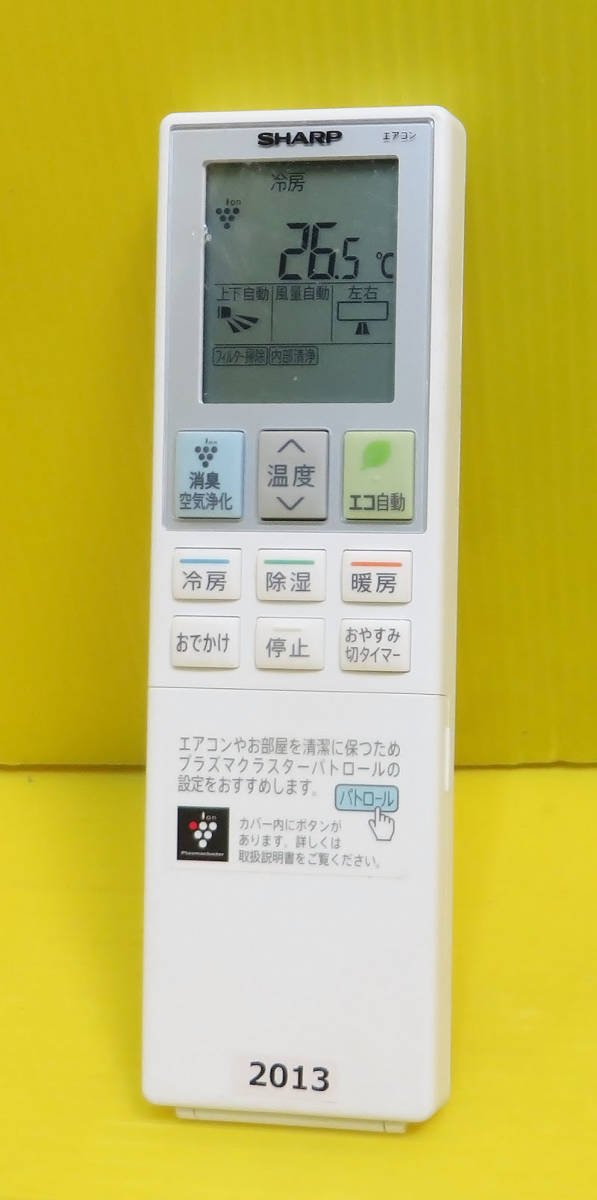 SHARP エアコン
冷房
ion
26.5 ℃
上下自動 風量自動 左右
フィルター掃除 内部清浄
ion
消臭
空気浄化
温度
エコ自動
冷房 除湿 暖房
おでかけ 停止
おやすみ
切タイマー
エアコンやお部屋を清潔に保つため
プラズマクラスターパトロールの
設定をおすすめします。 パトロール
ion
Plasmacluster
カバー内にボタンが
あります。詳しくは
取扱説明書をご覧ください。
2013